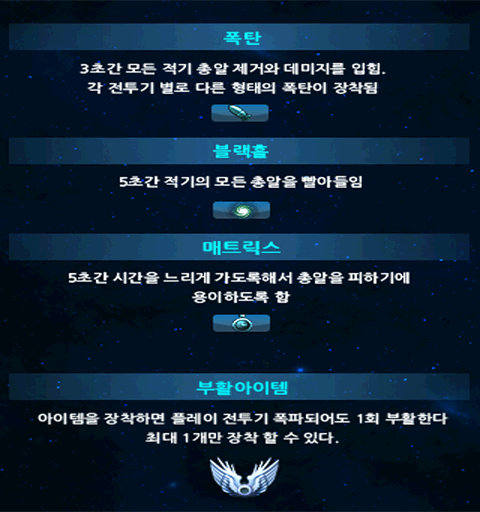 폭탄
3초간 모든 적기 총알 제거와 데미지를 입힘.
각 전투기 별로 다른 형태의 폭탄이 장착됨
블랙홀
5초간 적기의 모든 총알을 빨아들임
매트릭스
5초간 시간을 느리게 가도록해서 총알을 피하기에
용이하도록 함
부활아이템
아이템을 장착하면 플레이 전투기 폭파되어도 1회 부활한다
최대 1개만 장착 할 수 있다.